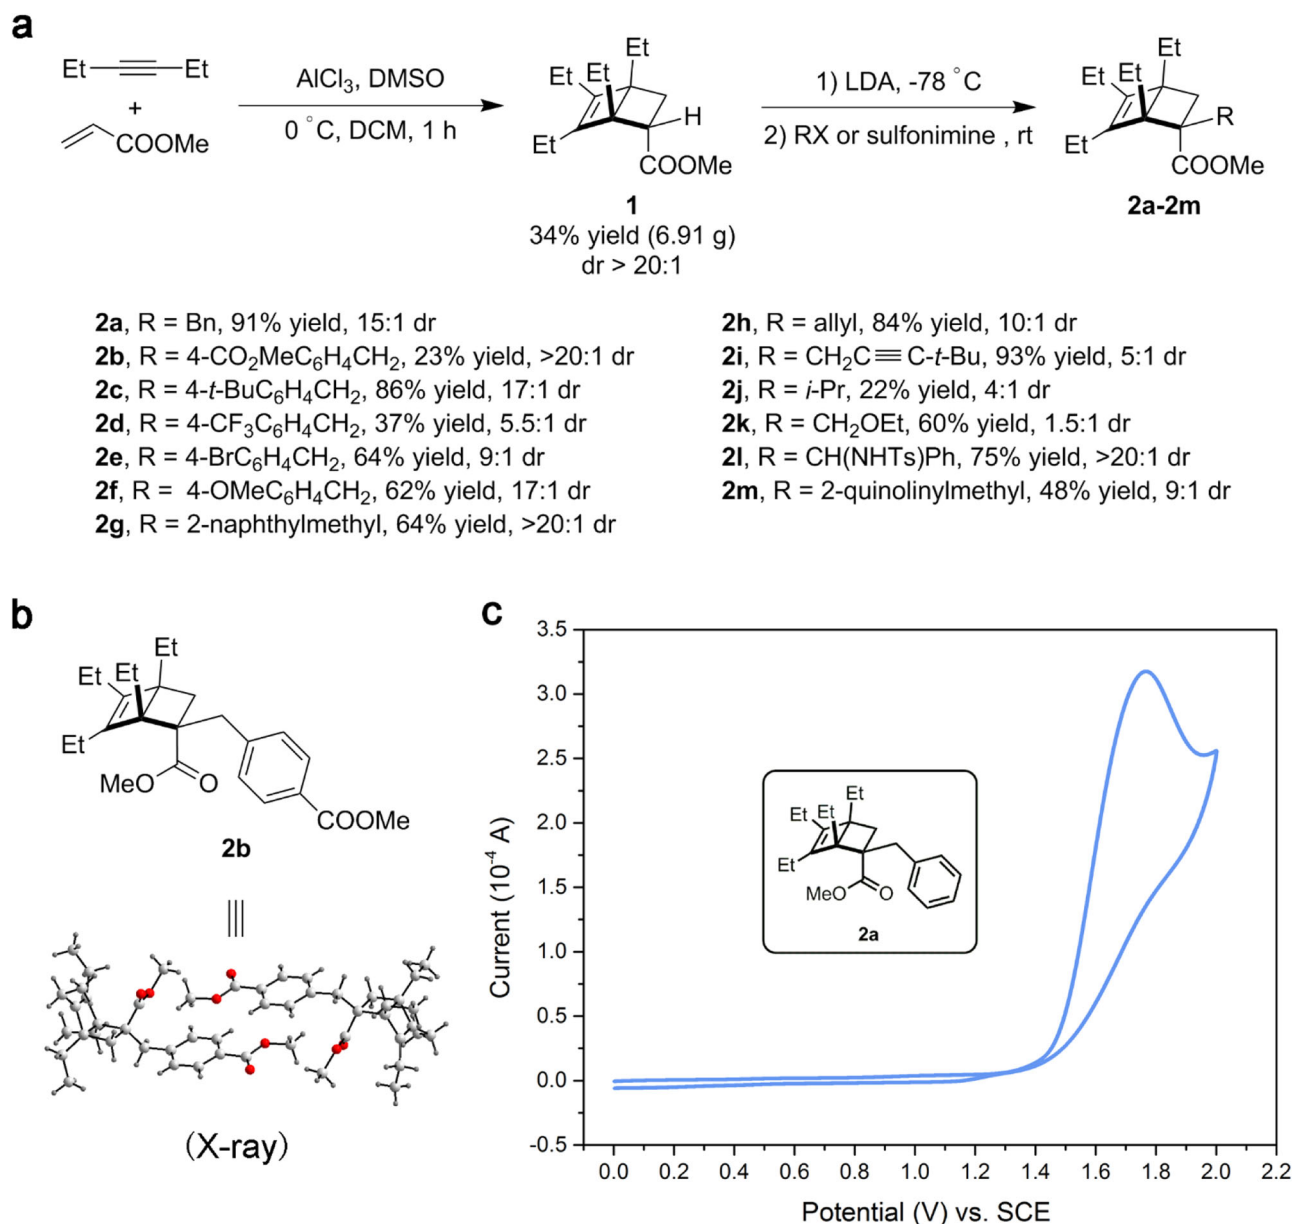 a
Et Et
+
COOMe
AlCl₃, DMSO
0 °C, DCM, 1 h
Et
Et Et
H
Et
COOMe
1
34% yield (6.91 g)
dr > 20:1
1) LDA, -78 °C
2) RX or sulfonimine , rt
Et
Et Et
R
Et
COOMe
2a-2m
2a, R = Bn, 91% yield, 15:1 dr
2b, R = 4-CO₂MeC₆H₄CH₂, 23% yield, >20:1 dr
2c, R = 4-t-BuC₆H₄CH₂, 86% yield, 17:1 dr
2d, R = 4-CF₃C₆H₄CH₂, 37% yield, 5.5:1 dr
2e, R = 4-BrC₆H₄CH₂, 64% yield, 9:1 dr
2f, R = 4-OMeC₆H₄CH₂, 62% yield, 17:1 dr
2g, R = 2-naphthylmethyl, 64% yield, >20:1 dr
2h, R = allyl, 84% yield, 10:1 dr
2i, R = CH₂C≡C-t-Bu, 93% yield, 5:1 dr
2j, R = i-Pr, 22% yield, 4:1 dr
2k, R = CH₂OEt, 60% yield, 1.5:1 dr
2l, R = CH(NHTs)Ph, 75% yield, >20:1 dr
2m, R = 2-quinolinylmethyl, 48% yield, 9:1 dr
b
Et
Et Et
Et
MeO O
COOMe
2b
(X-ray)
c
3.5
3.0
2.5
2.0
1.5
1.0
0.5
0.0
-0.5
Current (10⁻⁴ A)
Et
Et Et
Et
MeO O
2a
0.0 0.2 0.4 0.6 0.8 1.0 1.2 1.4 1.6 1.8 2.0 2.2
Potential (V) vs. SCE